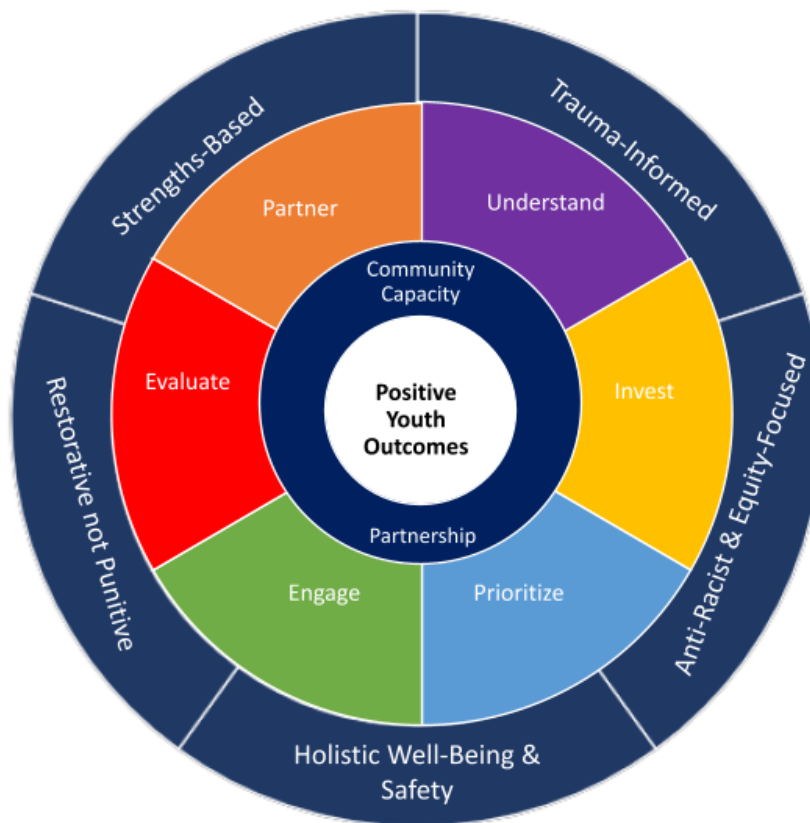 Strengths-Based
Trauma-Informed
Partner
Understand
Community
Capacity
Evaluate
Positive
Youth
Outcomes
Invest
Restorative not Punitive
Anti-Racist & Equity-Focused
Partnership
Engage
Prioritize
Holistic Well-Being &
Safety